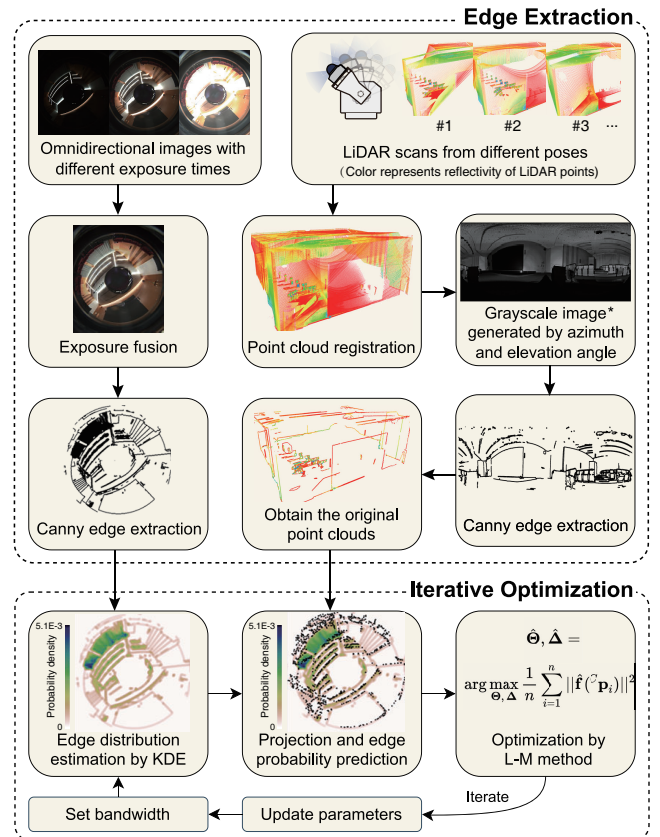 Edge Extraction
Omnidirectional images with
different exposure times
#1 #2 #3 ...
LiDAR scans from different poses
(Color represents reflectivity of LiDAR points)
Exposure fusion
Point cloud registration
Grayscale image*
generated by azimuth
and elevation angle
Canny edge extraction
Obtain the original
point clouds
Canny edge extraction
Iterative Optimization
5.1E-3
Probability density
0
Edge distribution
estimation by KDE
5.1E-3
Probability density
0
Projection and edge
probability prediction
Θ̂, Δ̂ =
arg max 1/n Σ ||f̂(ᶜp_i)||²
Θ,Δ i=1 n
Optimization by
L-M method
Iterate
Set bandwidth
Update parameters